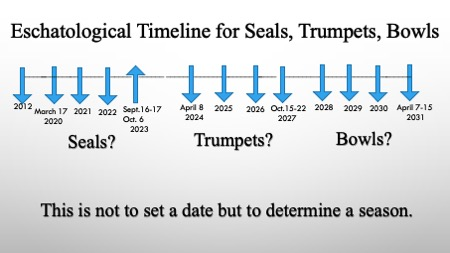 Eschatological Timeline for Seals, Trumpets, Bowls
2012 March 17 2021 2022 Sept.16-17 April 8 2025 2026 Oct.15-22 2028 2029 2030 April 7-15
2020 Oct. 6 2024 2027 2031
2023
Seals? Trumpets? Bowls?
This is not to set a date but to determine a season.